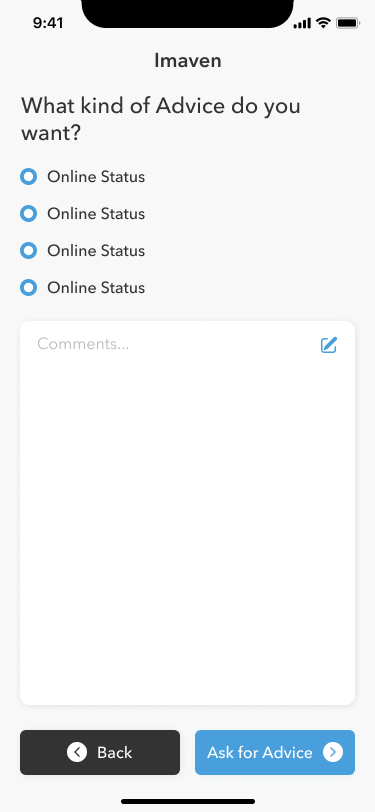 9:41
Imaven
What kind of Advice do you
want?
Online Status
Online Status
Online Status
Online Status
Comments...
Back
Ask for Advice